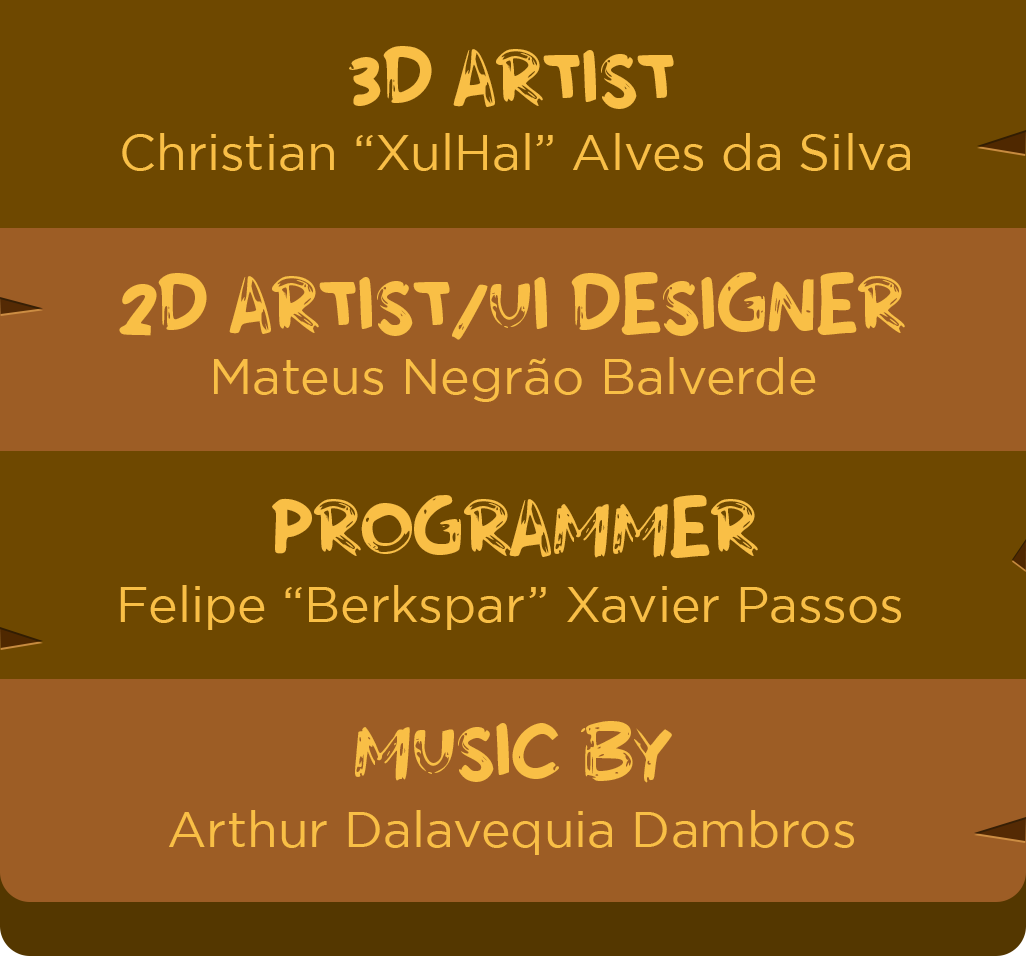 3D ARTIST
Christian “XulHal” Alves da Silva
2D ARTIST/UI DESIGNER
Mateus Negrão Balverde
PROGRAMMER
Felipe “Berkspar” Xavier Passos
MUSIC BY
Arthur Dalavequia Dambros